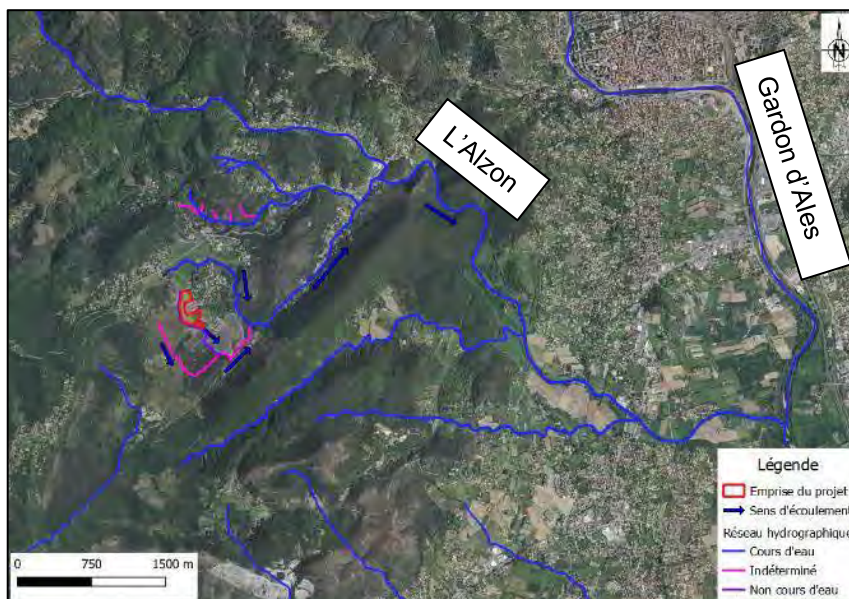 N
L'Alzon
Gardon d'Ales
Légende
Emprise du projet
Sens d'écoulement
Réseau hydrographique
Cours d'eau
Indéterminé
Non cours d'eau
0 750 1500 m